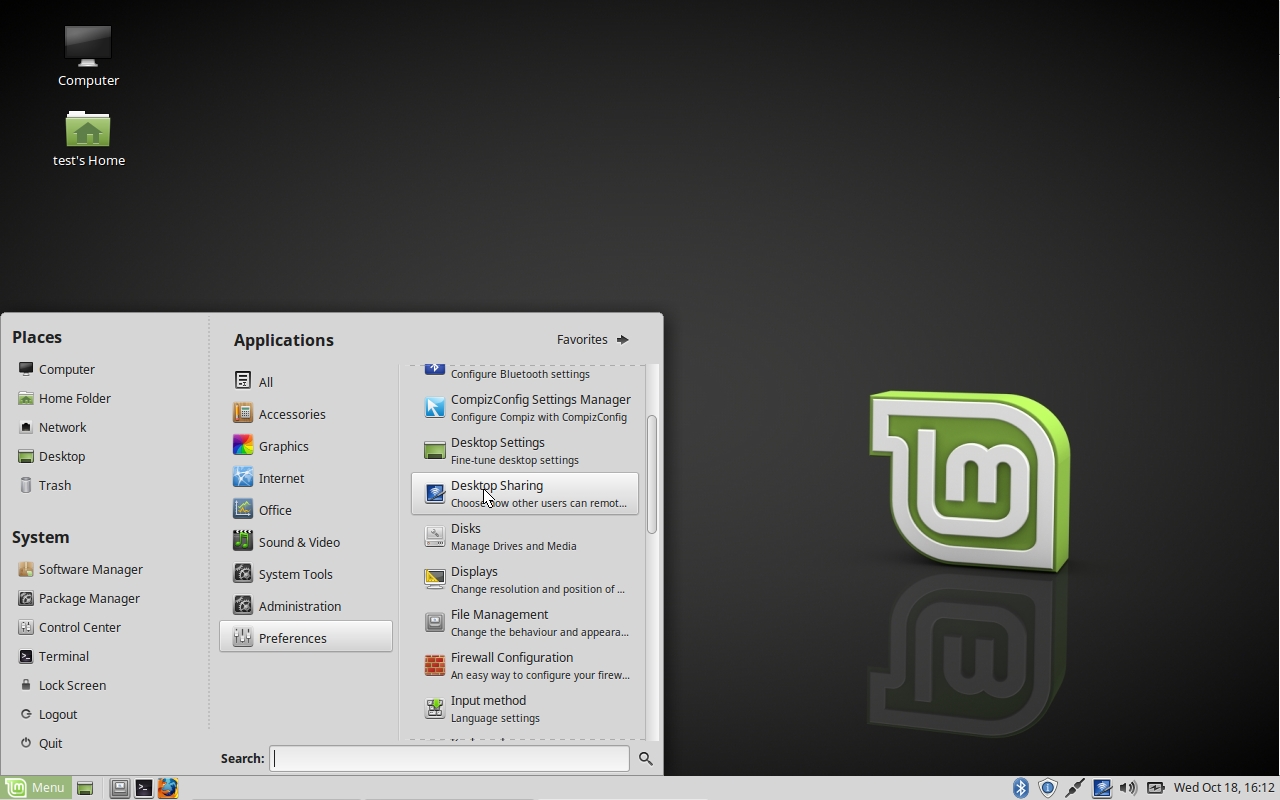 Computer
test's Home
Places
Computer
Home Folder
Network
Desktop
Trash
System
Software Manager
Package Manager
Control Center
Terminal
Lock Screen
Logout
Quit
Applications
Favorites
All
Accessories
Graphics
Internet
Office
Sound & Video
System Tools
Administration
Preferences
Configure Bluetooth settings
CompizConfig Settings Manager
Configure Compiz with CompizConfig
Desktop Settings
Fine-tune desktop settings
Desktop Sharing
Choose how other users can remot...
Disks
Manage Drives and Media
Displays
Change resolution and position of ...
File Management
Change the behaviour and appeara...
Firewall Configuration
An easy way to configure your firew...
Input method
Language settings
Search:
Menu
Wed Oct 18, 16:12